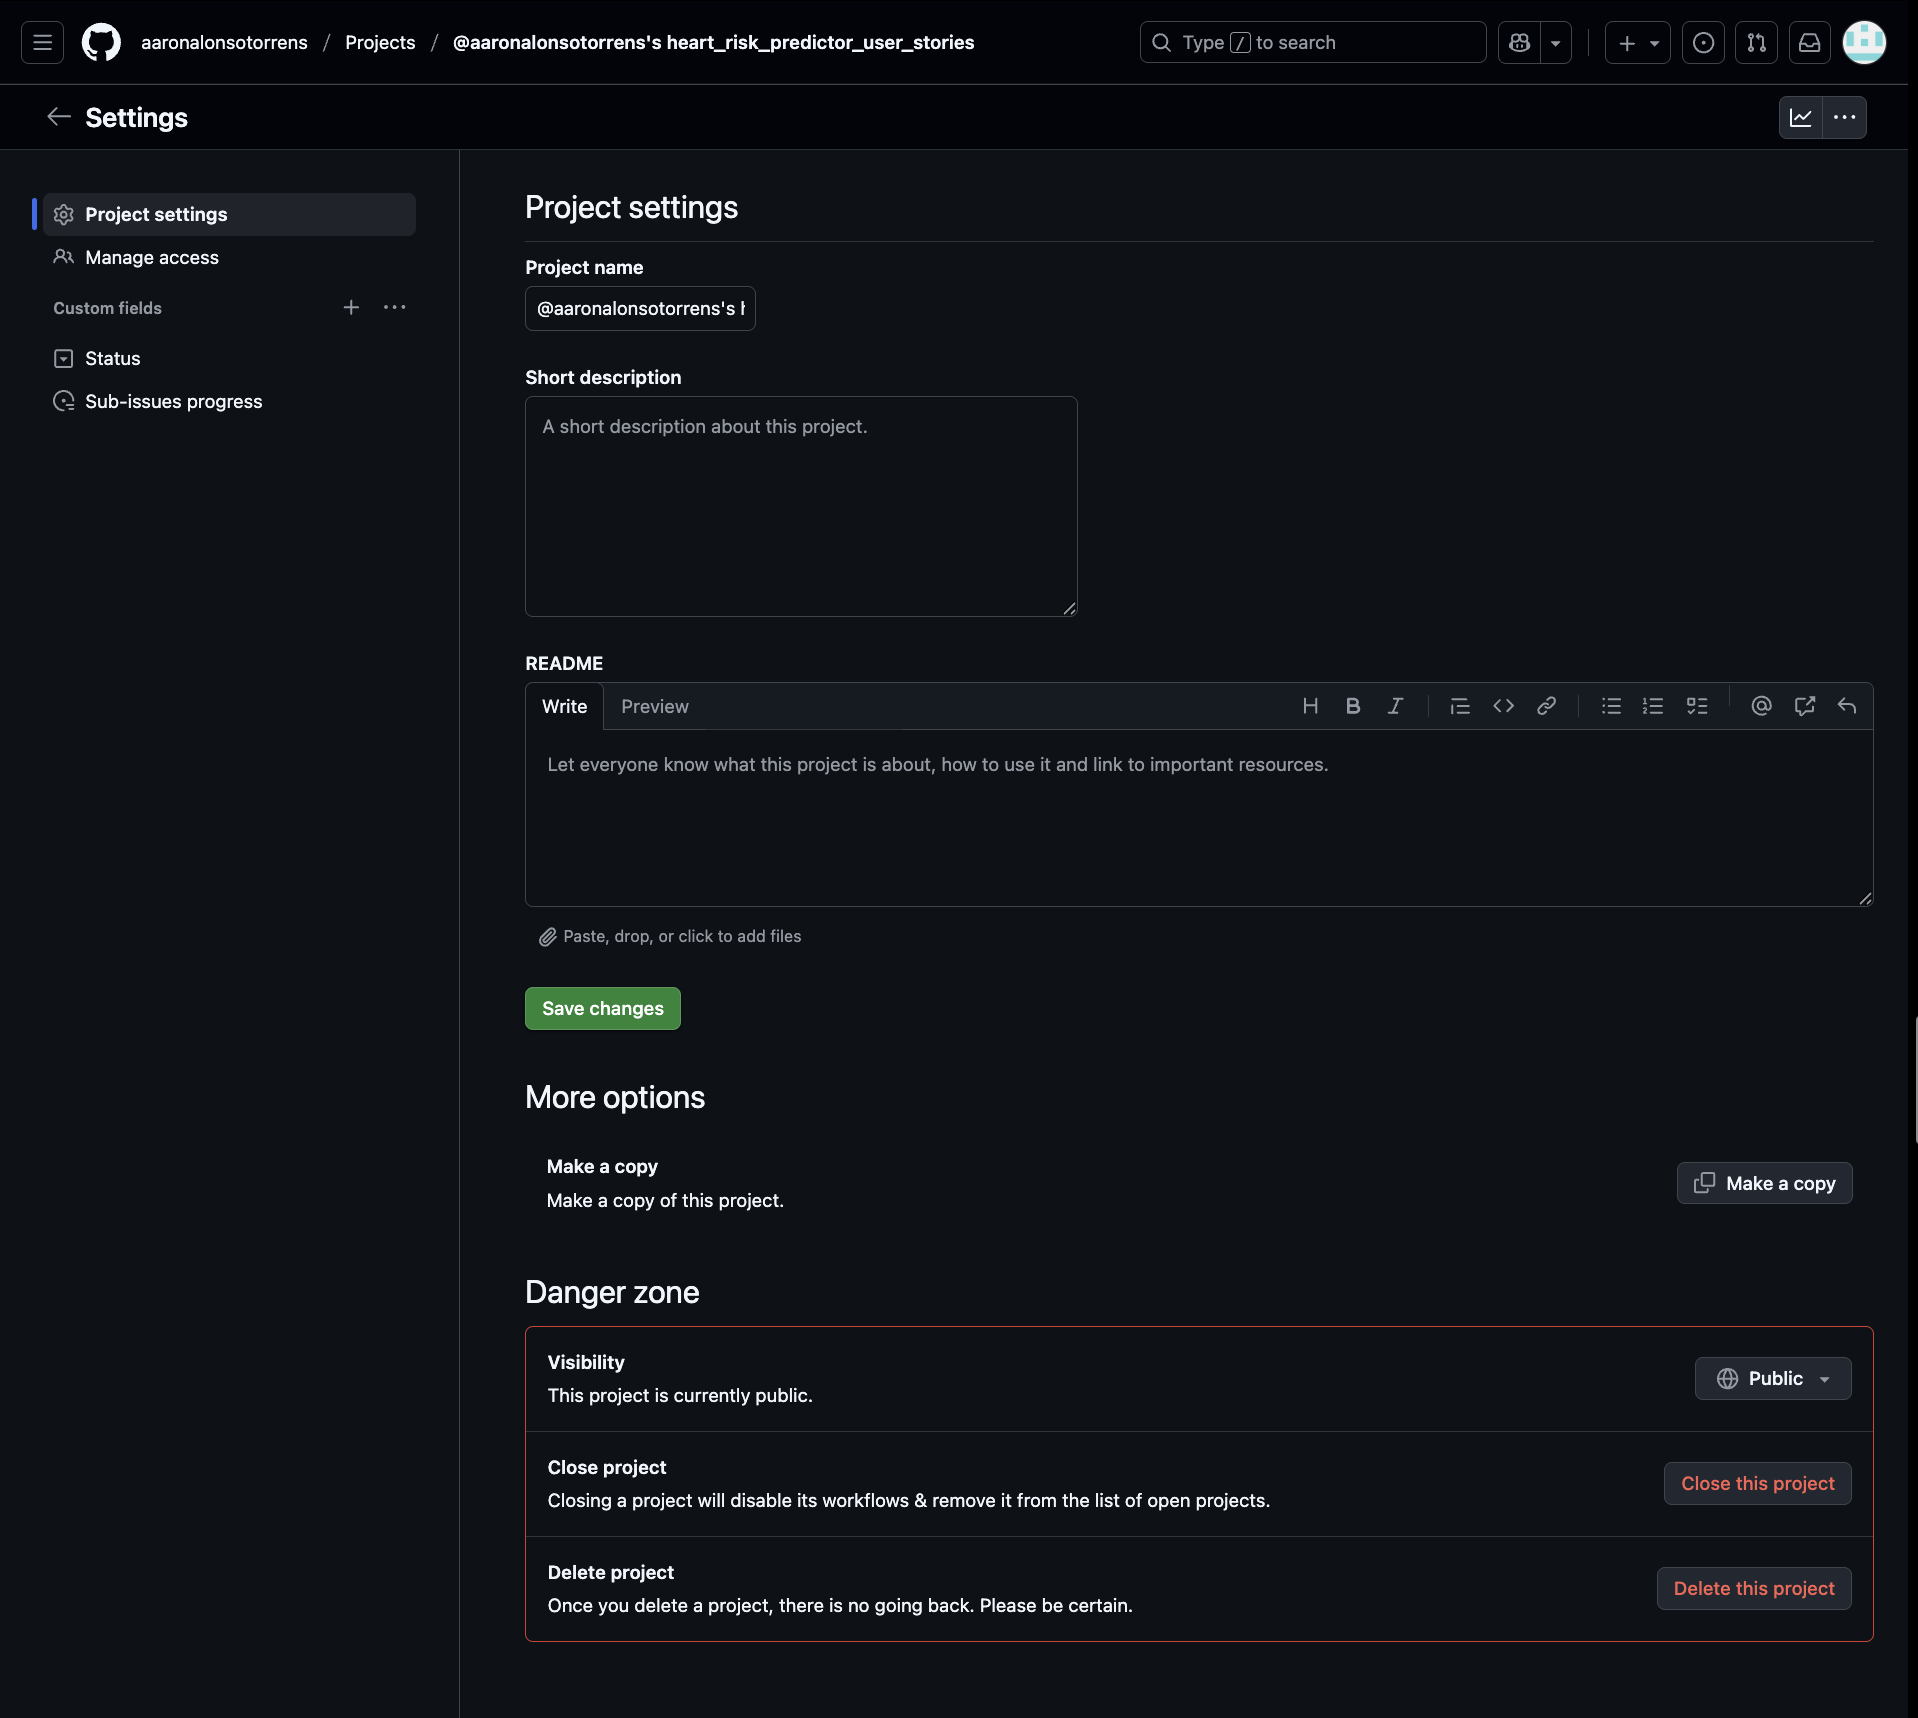 aaronalonsotorrens / Projects / @aaronalonsotorrens's heart_risk_predictor_user_stories
Type / to search
Settings
Project settings
Manage access
Custom fields
Status
Sub-issues progress
Project settings
Project name
@aaronalonsotorrens's h
Short description
A short description about this project.
README
Write
Preview
Let everyone know what this project is about, how to use it and link to important resources.
Paste, drop, or click to add files
Save changes
More options
Make a copy
Make a copy of this project.
Make a copy
Danger zone
Visibility
This project is currently public.
Public
Close project
Closing a project will disable its workflows & remove it from the list of open projects.
Close this project
Delete project
Once you delete a project, there is no going back. Please be certain.
Delete this project